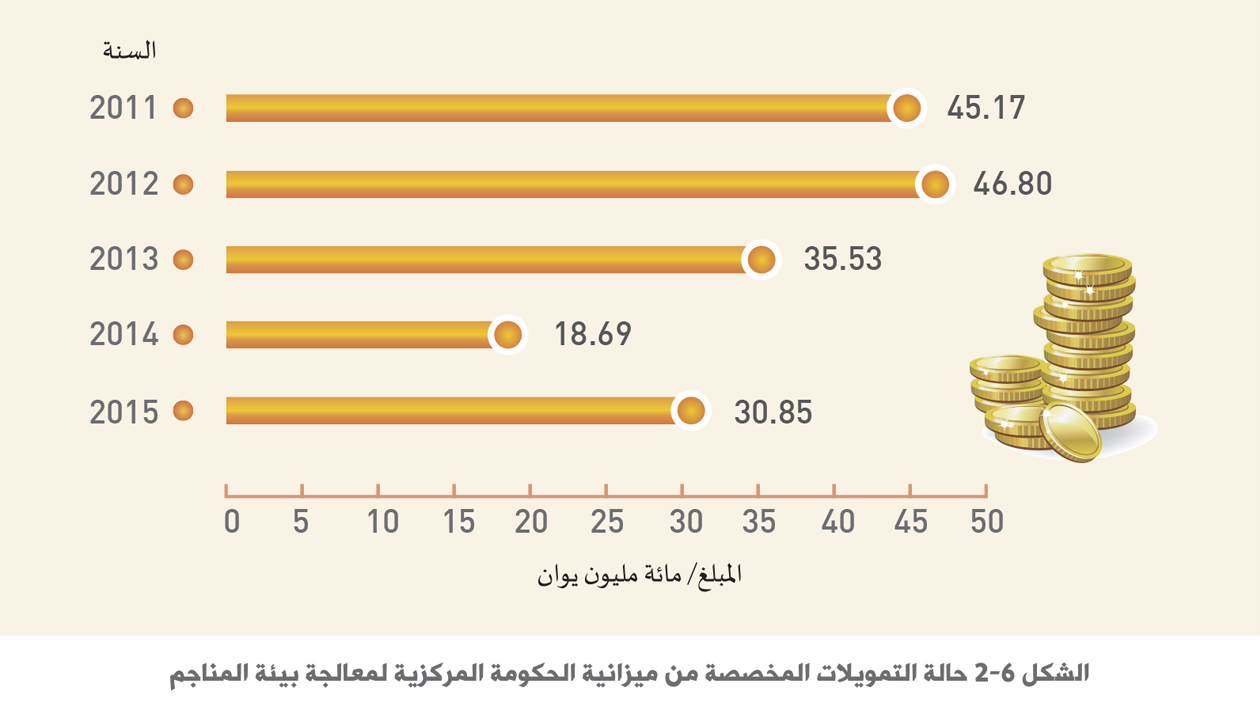 السنة
2011 45.17
2012 46.80
2013 35.53
2014 18.69
2015 30.85
0 5 10 15 20 25 30 35 40 45 50
المبلغ/ مائة مليون يوان
الشكل 6-2 حالة التمويلات المخصصة من ميزانية الحكومة المركزية لمعالجة بيئة المناجم